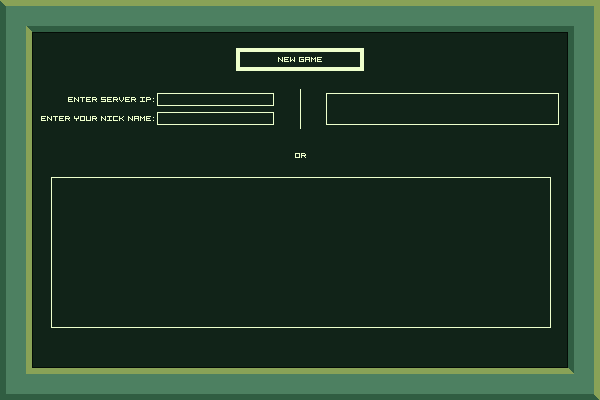 NEW GAME
ENTER SERVER IP:
ENTER YOUR NICK NAME:
OR